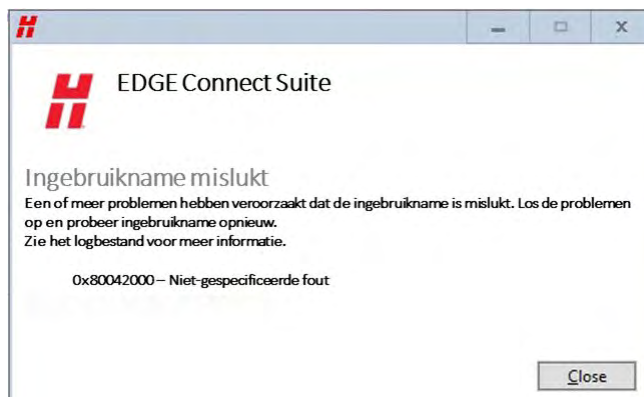 EDGE Connect Suite
Ingebruikname mislukt
Een of meer problemen hebben veroorzaakt dat de ingebruikname is mislukt. Los de problemen
op en probeer ingebruikname opnieuw.
Zie het logbestand voor meer informatie.
0x80042000 – Niet-gespecificeerde fout
Close